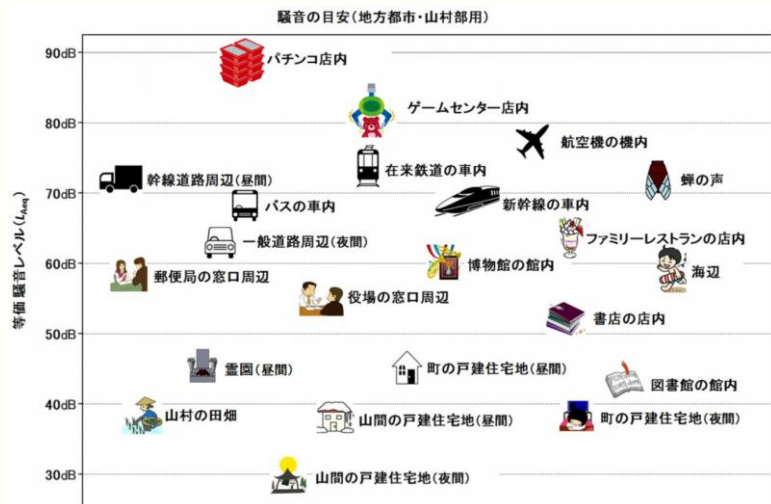 騒音の目安(地方都市・山村部用)
等価騒音レベル(LAeq)
90dB
パチンコ店内
ゲームセンター店内
80dB
航空機の機内
在来鉄道の車内
幹線道路周辺(昼間)
蝉の声
70dB
バスの車内
新幹線の車内
一般道路周辺(夜間)
ファミリーレストランの店内
60dB
郵便局の窓口周辺
博物館の館内
海辺
役場の窓口周辺
書店の店内
50dB
霊園(昼間)
町の戸建住宅地(昼間)
図書館の館内
40dB
山村の田畑
山間の戸建住宅地(昼間)
町の戸建住宅地(夜間)
30dB
山間の戸建住宅地(夜間)